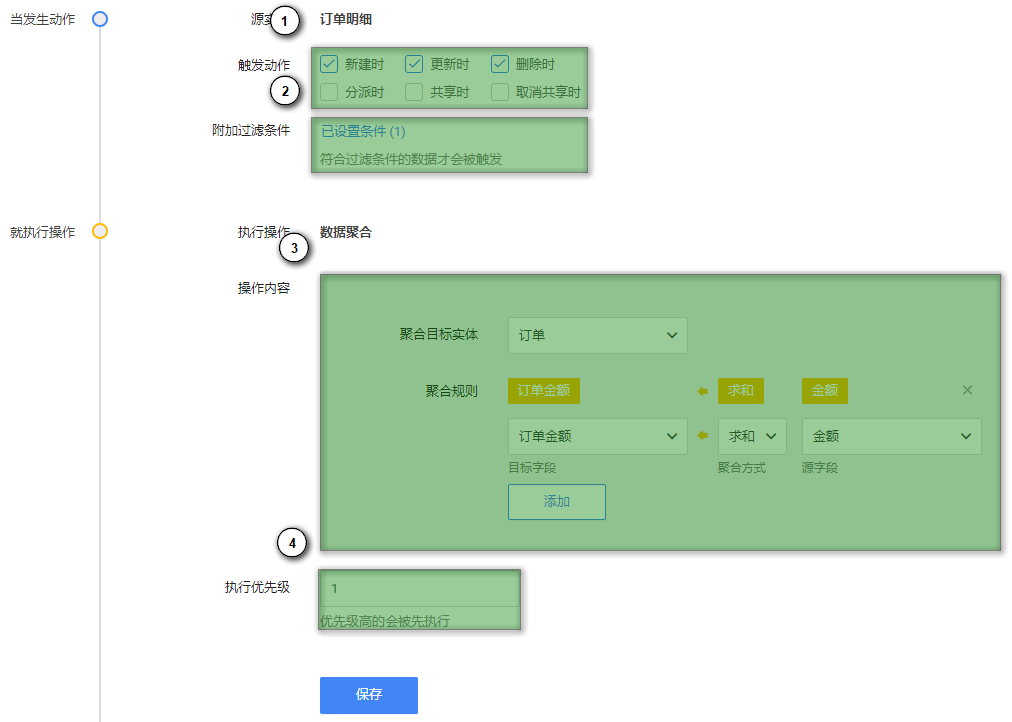 当发生动作
源实
1
订单明细
触发动作
新建时 更新时 删除时
2
分派时 共享时 取消共享时
附加过滤条件
已设置条件 (1)
符合过滤条件的数据才会被触发
就执行操作
执行操作
3
数据聚合
操作内容
聚合目标实体
订单
聚合规则
订单金额 求和 金额
订单金额 求和 金额
目标字段 聚合方式 源字段
添加
4
执行优先级
1
优先级高的会被先执行
保存